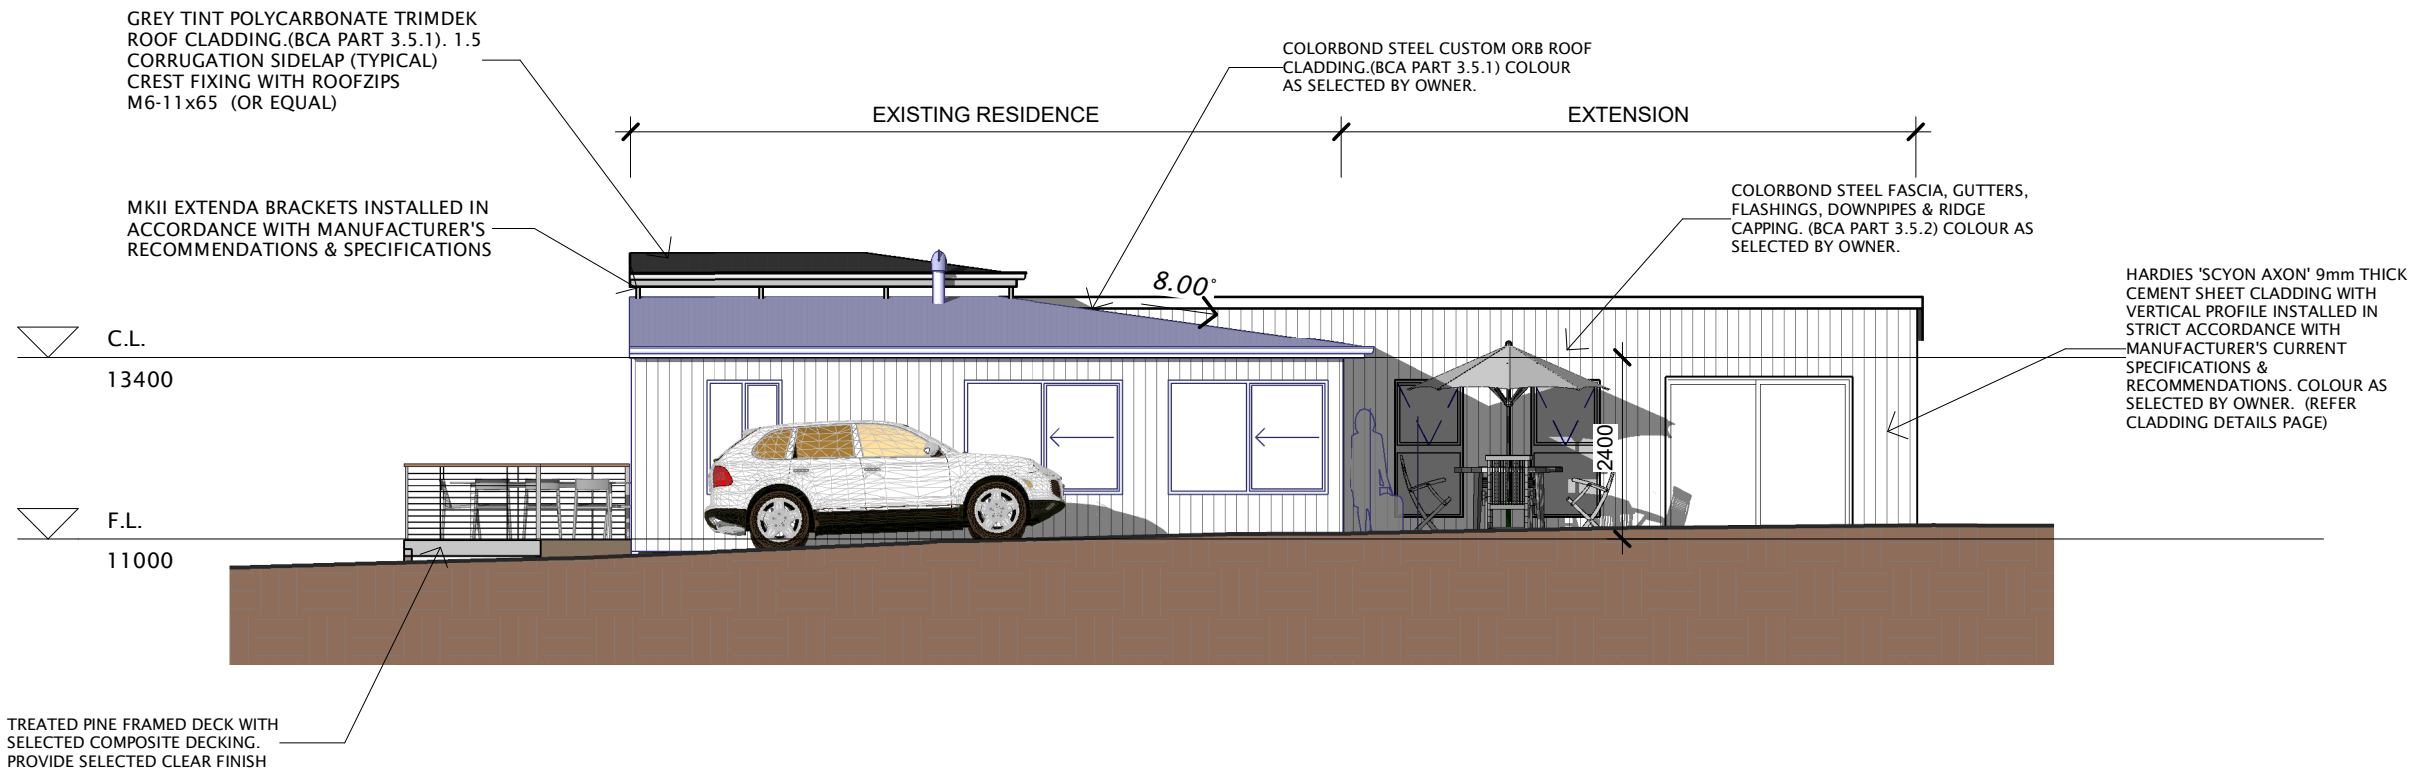 GREY TINT POLYCARBONATE TRIMDEK
ROOF CLADDING.(BCA PART 3.5.1). 1.5
CORRUGATION SIDELAP (TYPICAL)
CREST FIXING WITH ROOFZIPS
M6-11x65 (OR EQUAL)
COLORBOND STEEL CUSTOM ORB ROOF
CLADDING.(BCA PART 3.5.1) COLOUR
AS SELECTED BY OWNER.
EXISTING RESIDENCE
EXTENSION
MKII EXTENDA BRACKETS INSTALLED IN
ACCORDANCE WITH MANUFACTURER'S
RECOMMENDATIONS & SPECIFICATIONS
COLORBOND STEEL FASCIA, GUTTERS,
FLASHINGS, DOWNPIPES & RIDGE
CAPPING. (BCA PART 3.5.2) COLOUR AS
SELECTED BY OWNER.
8.00°
HARDIES 'SCYON AXON' 9mm THICK
CEMENT SHEET CLADDING WITH
VERTICAL PROFILE INSTALLED IN
STRICT ACCORDANCE WITH
MANUFACTURER'S CURRENT
SPECIFICATIONS &
RECOMMENDATIONS. COLOUR AS
SELECTED BY OWNER. (REFER
CLADDING DETAILS PAGE)
C.L.
13400
2400
F.L.
11000
TREATED PINE FRAMED DECK WITH
SELECTED COMPOSITE DECKING.
PROVIDE SELECTED CLEAR FINISH